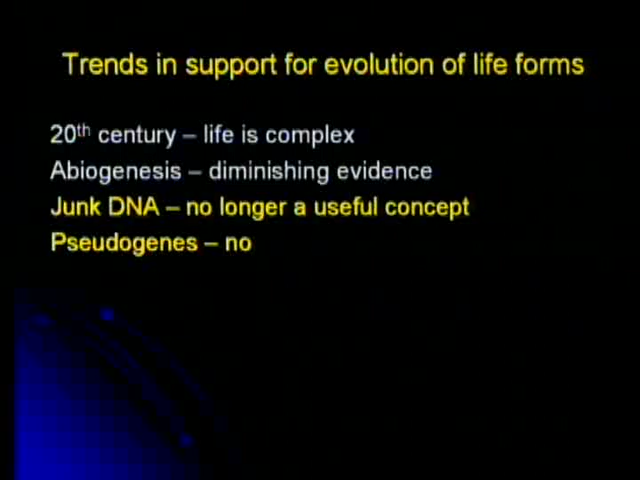 Trends in support for evolution of life forms
20th century – life is complex
Abiogenesis – diminishing evidence
Junk DNA – no longer a useful concept
Pseudogenes – no